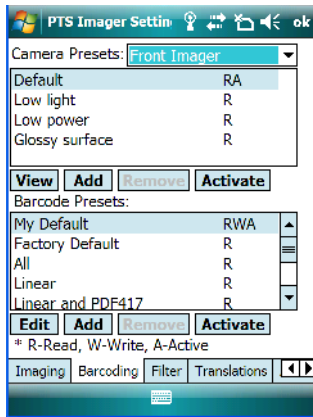 PTS Imager Settin ok
Camera Presets: Front Imager
Default RA
Low light R
Low power R
Glossy surface R
View Add Remove Activate
Barcode Presets:
My Default RWA
Factory Default R
All R
Linear R
Linear and PDF417 R
Edit Add Remove Activate
* R-Read, W-Write, A-Active
Imaging Barcoding Filter Translations